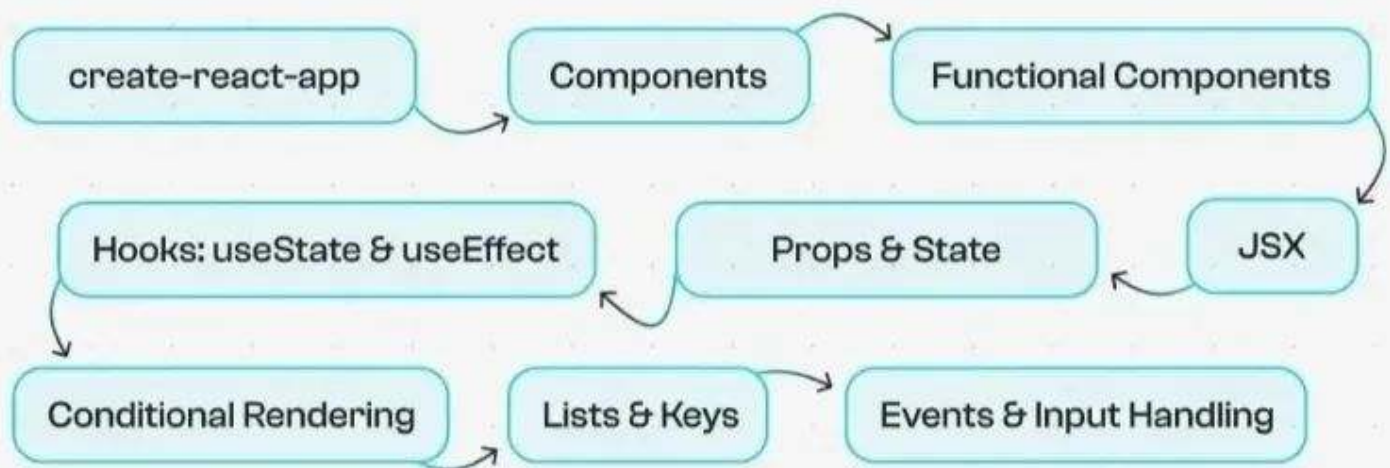 create-react-app
Components
Functional Components
JSX
Props & State
Hooks: useState & useEffect
Conditional Rendering
Lists & Keys
Events & Input Handling